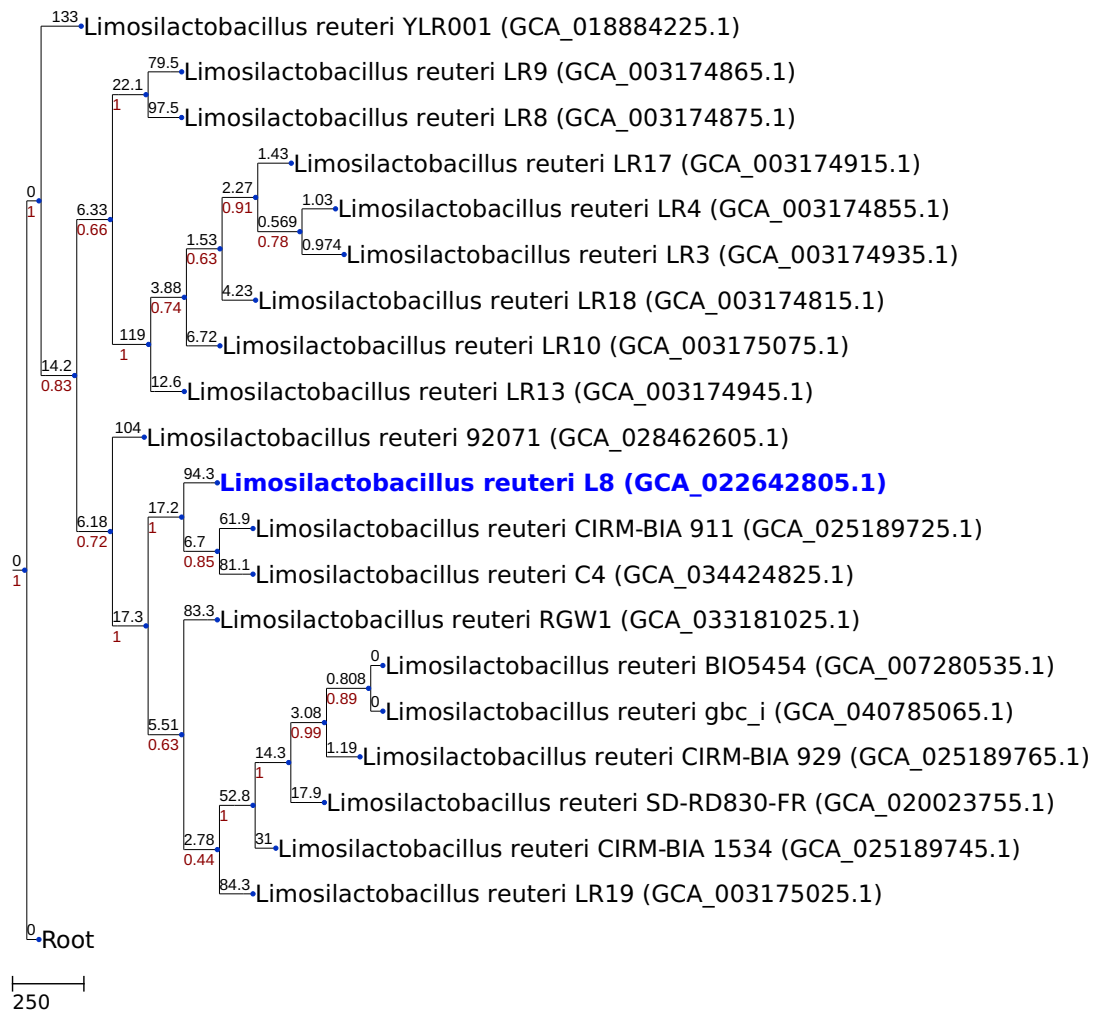 133 Limosilactobacillus reuteri YLR001 (GCA_018884225.1)
79.5 Limosilactobacillus reuteri LR9 (GCA_003174865.1)
22.1
1
97.5 Limosilactobacillus reuteri LR8 (GCA_003174875.1)
1.43 Limosilactobacillus reuteri LR17 (GCA_003174915.1)
0
1
2.27
0.91
1.03 Limosilactobacillus reuteri LR4 (GCA_003174855.1)
6.33
0.66
0.569
0.78
1.53
0.63
0.974 Limosilactobacillus reuteri LR3 (GCA_003174935.1)
3.88
0.74
4.23 Limosilactobacillus reuteri LR18 (GCA_003174815.1)
119
1
6.72 Limosilactobacillus reuteri LR10 (GCA_003175075.1)
14.2
0.83
12.6 Limosilactobacillus reuteri LR13 (GCA_003174945.1)
104 Limosilactobacillus reuteri 92071 (GCA_028462605.1)
94.3 Limosilactobacillus reuteri L8 (GCA_022642805.1)
17.2
1
6.18
0.72
61.9 Limosilactobacillus reuteri CIRM-BIA 911 (GCA_025189725.1)
6.7
0.85
0
1
81.1 Limosilactobacillus reuteri C4 (GCA_034424825.1)
17.3
1
83.3 Limosilactobacillus reuteri RGW1 (GCA_033181025.1)
0 Limosilactobacillus reuteri BIO5454 (GCA_007280535.1)
0.808
0.89
0 Limosilactobacillus reuteri gbc_i (GCA_040785065.1)
3.08
0.99
5.51
0.63
1.19 Limosilactobacillus reuteri CIRM-BIA 929 (GCA_025189765.1)
14.3
1
17.9 Limosilactobacillus reuteri SD-RD830-FR (GCA_020023755.1)
52.8
1
31 Limosilactobacillus reuteri CIRM-BIA 1534 (GCA_025189745.1)
2.78
0.44
84.3 Limosilactobacillus reuteri LR19 (GCA_003175025.1)
0 Root
250